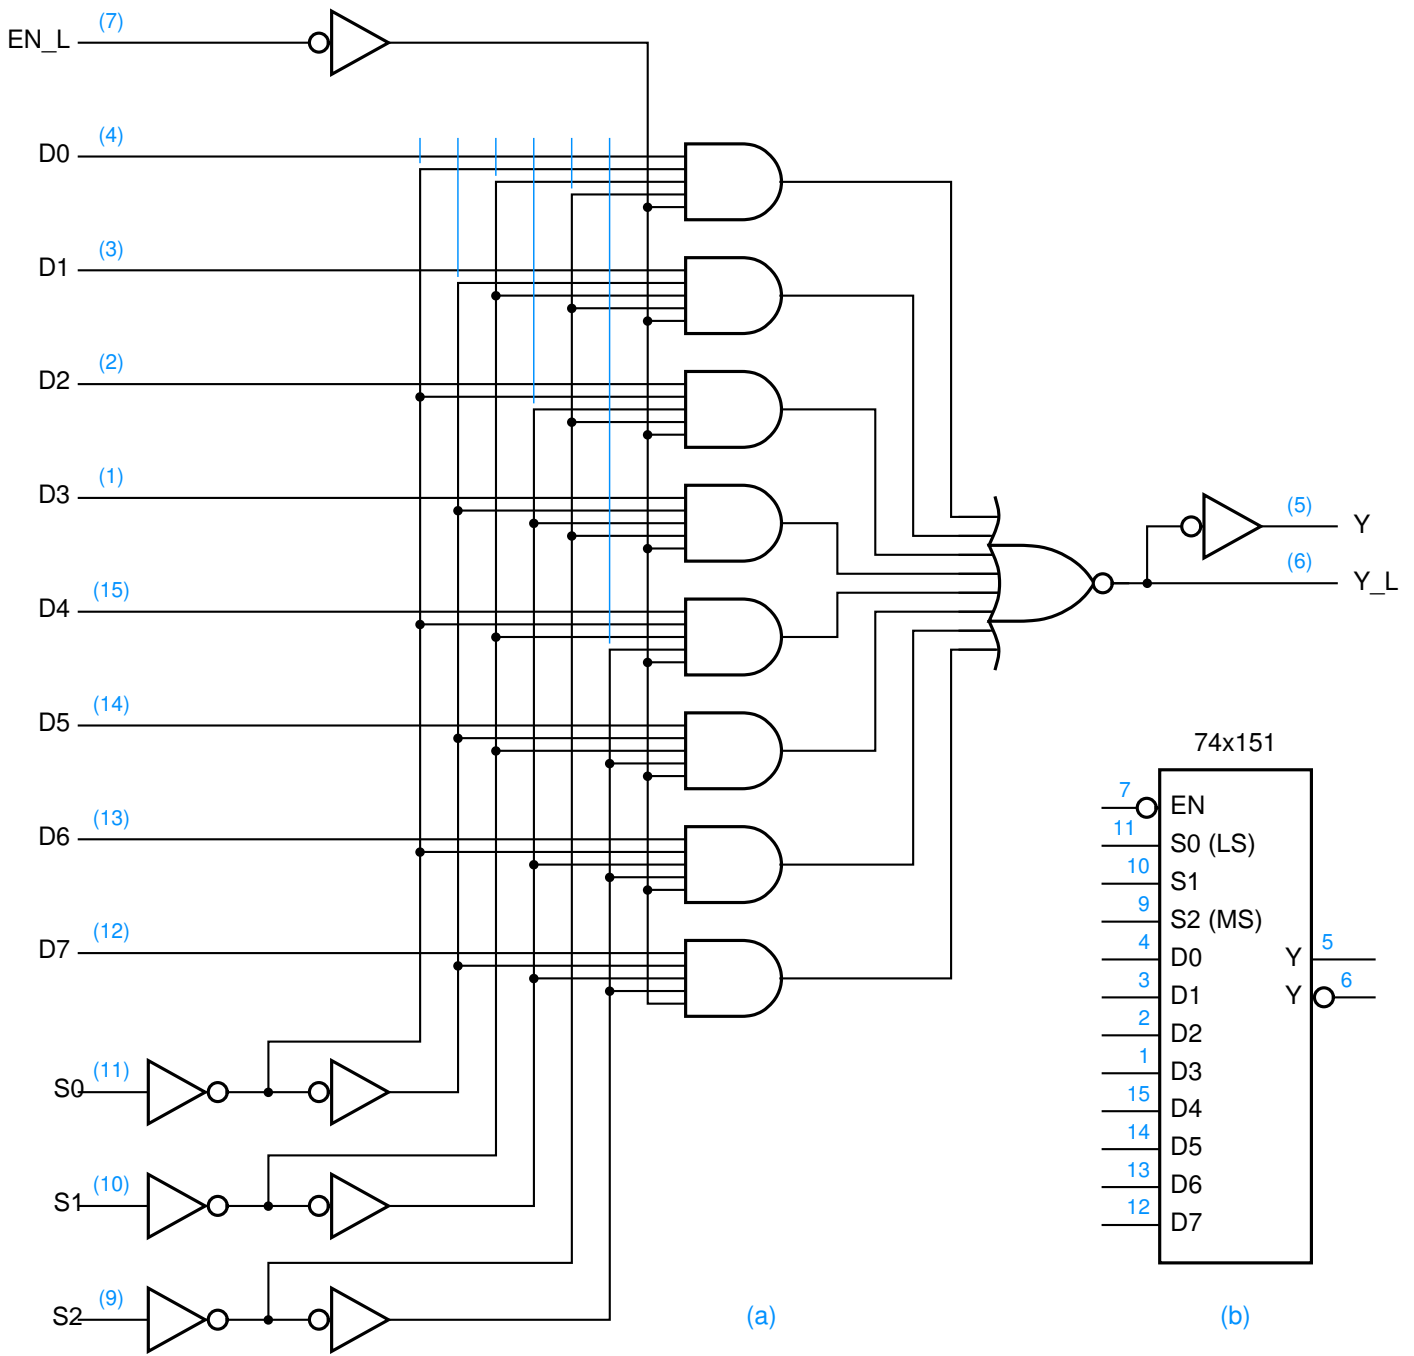 EN_L (7)
D0 (4)
D1 (3)
D2 (2)
D3 (1)
D4 (15)
D5 (14)
D6 (13)
D7 (12)
S0 (11)
S1 (10)
S2 (9)
(5) Y
(6) Y_L
(a)
74x151
7 EN
11 S0 (LS)
10 S1
9 S2 (MS)
4 D0
3 D1
2 D2
1 D3
15 D4
14 D5
13 D6
12 D7
Y 5
Y 6
(b)